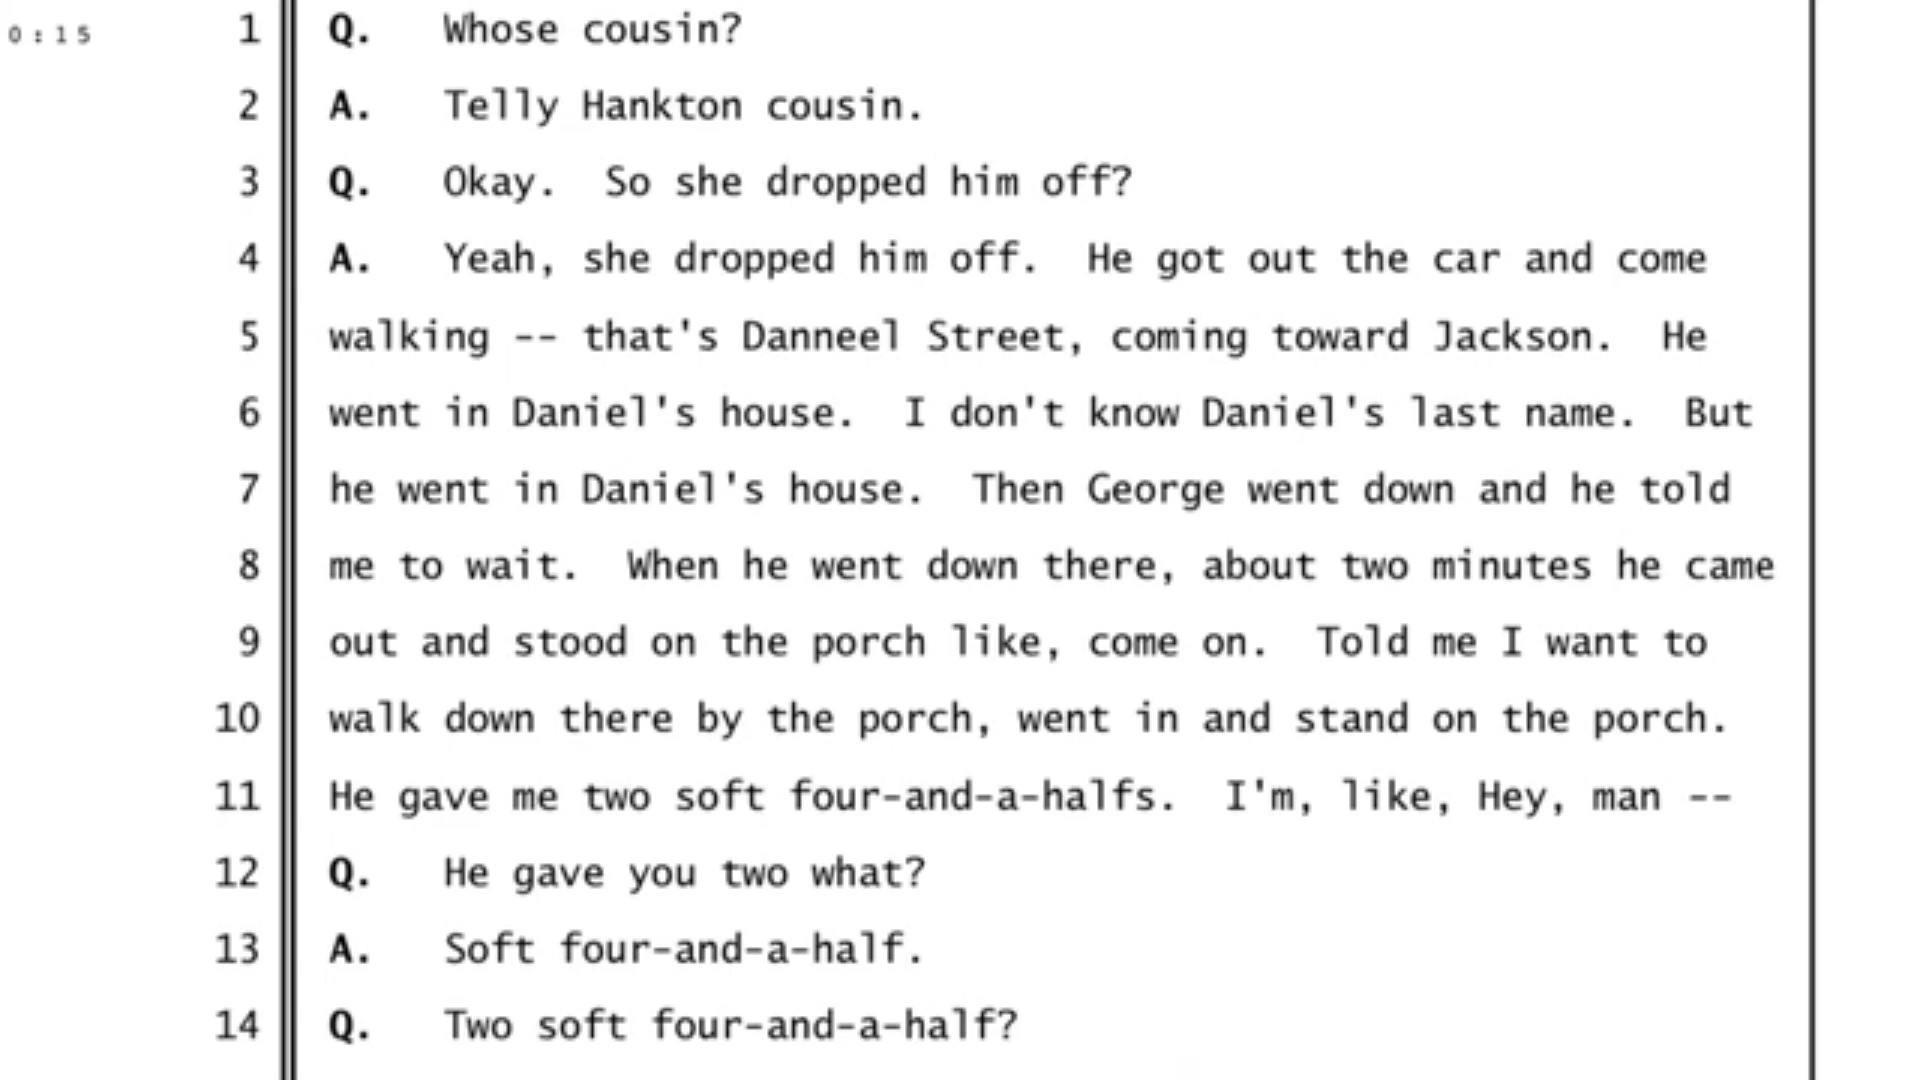 0:15
1 Q. Whose cousin?
2 A. Telly Hankton cousin.
3 Q. Okay. So she dropped him off?
4 A. Yeah, she dropped him off. He got out the car and come
5 walking -- that's Danneel Street, coming toward Jackson. He
6 went in Daniel's house. I don't know Daniel's last name. But
7 he went in Daniel's house. Then George went down and he told
8 me to wait. When he went down there, about two minutes he came
9 out and stood on the porch like, come on. Told me I want to
10 walk down there by the porch, went in and stand on the porch.
11 He gave me two soft four-and-a-halfs. I'm, like, Hey, man --
12 Q. He gave you two what?
13 A. Soft four-and-a-half.
14 Q. Two soft four-and-a-half?